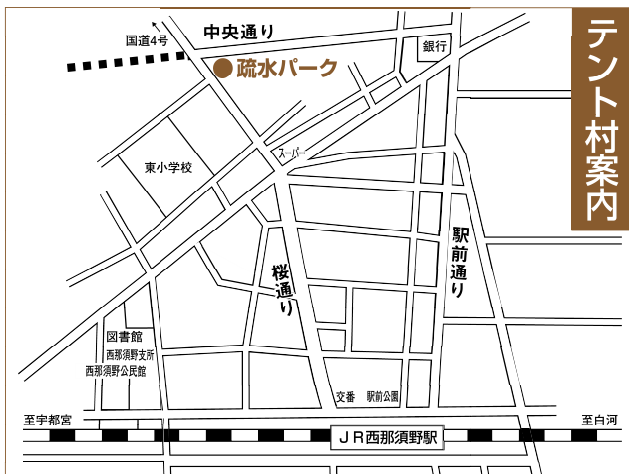 テント村案内
国道4号
中央通り
疏水パーク
銀行
スーパー
東小学校
駅前通り
桜通り
図書館
西那須野支所
西那須野公民館
交番
駅前公園
至宇都宮
至白河
JR西那須野駅